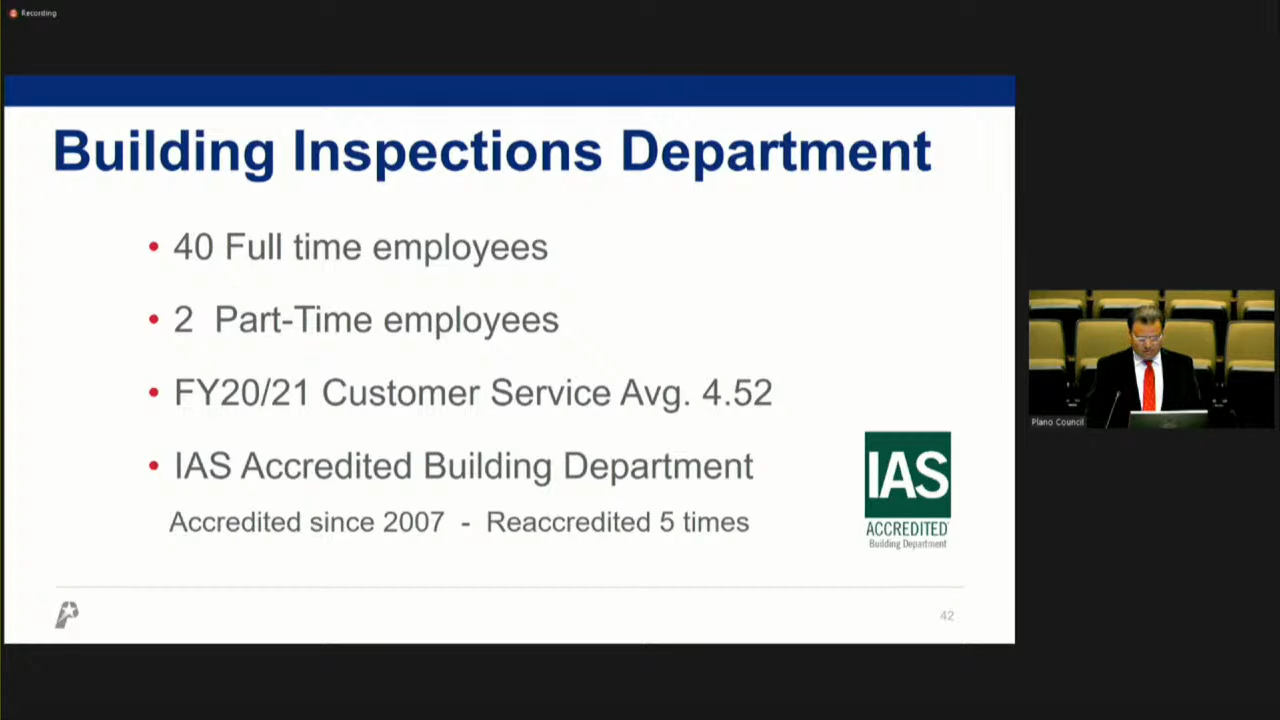 Recording
Building Inspections Department
• 40 Full time employees
• 2 Part-Time employees
• FY20/21 Customer Service Avg. 4.52
• IAS Accredited Building Department
Accredited since 2007 - Reaccredited 5 times
IAS
ACCREDITED
Building Department
42
Plano Council